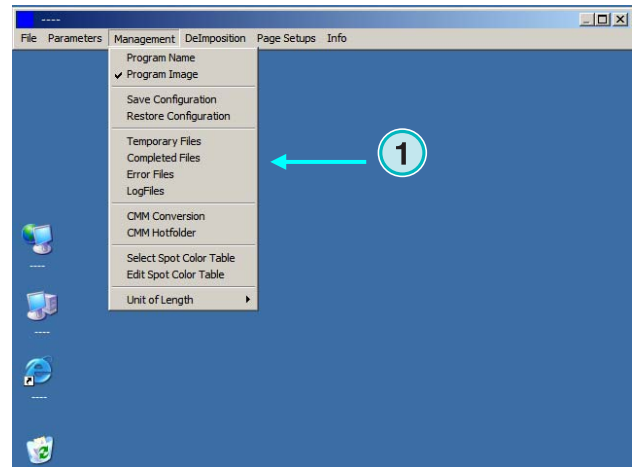 ----
File Parameters Management DeImposition Page Setups Info
Program Name
Program Image
Save Configuration
Restore Configuration
Temporary Files
Completed Files
Error Files
LogFiles
1
CMM Conversion
CMM Hotfolder
Select Spot Color Table
Edit Spot Color Table
Unit of Length
----
----
----